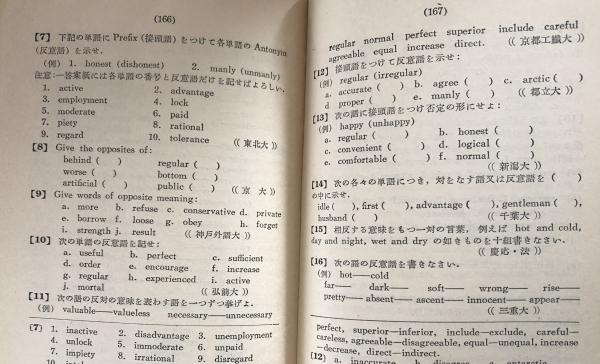 (166)
[7] 下記の単語に Prefix (接頭語) をつけて各単語の Antonym
(反意語) を示せ.
(例) 1. honest (dishonest) 2. manly (unmanly)
注意:一答案紙には各単語の番号と反意語だけを記せばよろしい.
1. active 2. advantage
3. employment 4. lock
5. moderate 6. paid
7. piety 8. rational
9. regard 10. tolerance (( 東北大 ))
[8] Give the opposites of:
behind ( ) regular ( )
worse ( ) bottom ( )
artificial ( ) public ( ) (( 京 大 ))
[9] Give words of opposite meaning:
a. more b. refuse c. conservative d. private
e. borrow f. loose g. obey h. forget
i. strength j. result (( 神戸外語大 ))
[10] 次の単語の反意語を記せ:
a. useful b. perfect c. sufficient
d. order e. encourage f. increase
g. regular h. experienced i. active
j. mortal (( 弘前大 ))
[11] 次の語の反対の意味を表わす語を一つずつ挙げよ.
(例) valuable—valueless necessary—unnecessary
[7] 1. inactive 2. disadvantage 3. unemployment
4. unlock 5. immoderate 6. unpaid
7. impiety 8. irrational 9. disregard
(167)
regular normal perfect superior include careful
agreeable equal increase direct. (( 京都工繊大 ))
[12] 接頭語をつけて反意語を示せ:
(例) regular (irregular)
a. accurate ( ) b. agree ( ) c. arctic ( )
d proper ( ) e. manly ( ) (( 都立大 ))
[13] 次の語に接頭語をつけ否定の形にせよ:
(例) happy (unhappy)
a. regular ( ) b. honest ( )
c. convenient ( ) d. logical ( )
e. comfortable ( ) f. normal ( )
(( 新潟大 ))
[14] 次の各々の単語につき, 対をなす語又は反意語を ( )
の中に示せ.
idle ( ), first ( ), advantage ( ), gentleman ( ),
husband ( ) (( 千葉大 ))
[15] 相反する意味をもつ一対の言葉, 例えば hot and cold,
day and night, wet and dry の如きものを十組書きなさい.
(( 慶応・法 ))
[16] 次の語の反意語を書きなさい.
(例) hot—cold
far— dark— soft— wrong— rise—
pretty— absent— ascent— innocent— appear—
(( 三重大 ))
perfect, superior—inferior, include—exclude, careful—
careless, agreeable—disagreeable, equal—unequal, increase
—decrease, direct—indirect.